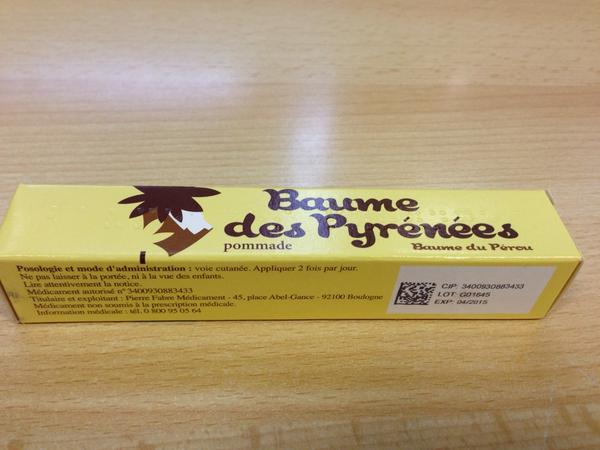 Baume
des Pyrénées
pommade
Baume du Pérou
Posologie et mode d'administration : voie cutanée. Appliquer 2 fois par jour.
Ne pas laisser à la portée, ni à la vue des enfants.
Lire attentivement la notice.
Médicament autorisé n° 3400930883433
Titulaire et exploitant : Pierre Fabre Médicament - 45, place Abel-Gance - 92100 Boulogne
Médicament non soumis à la prescription médicale.
Information médicale : tél. 0 800 95 05 64
CIP: 3400930883433
LOT: G01645
EXP: 04/2015